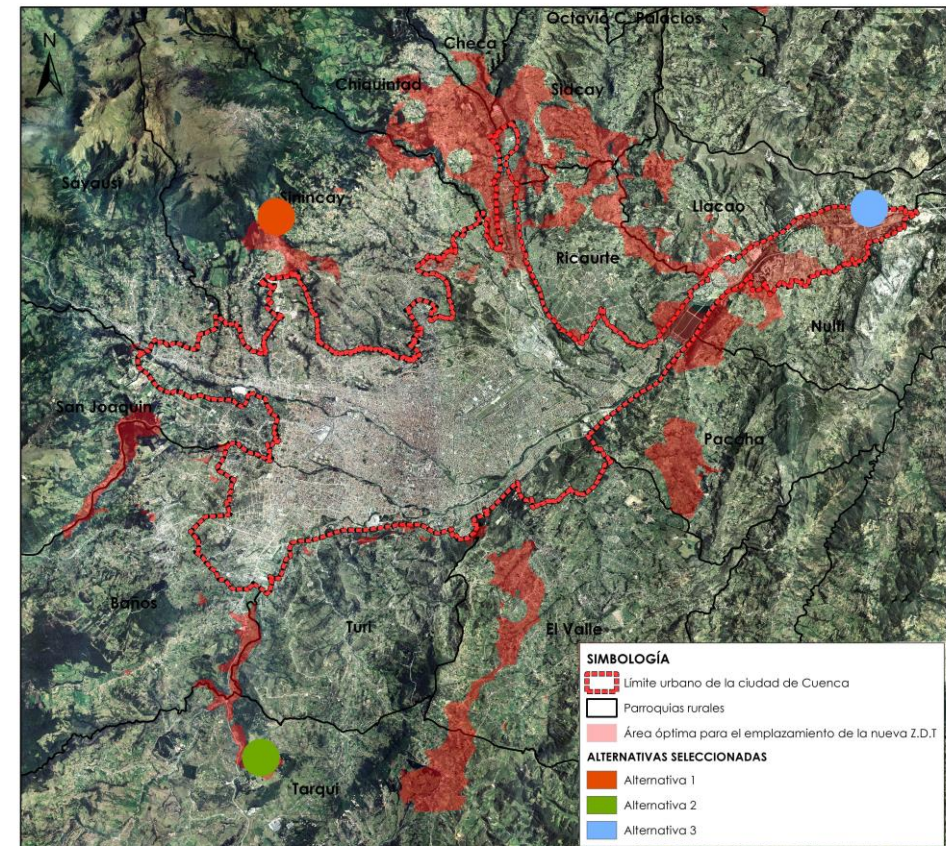 Octavio C. Palacios
N
Checa
Chiquintad
Sidcay
Sayausí
Sinincay
Llacao
Ricaurte
Nulti
San Joaquin
Paccha
Baños
Turi
El Valle
Tarqui
SIMBOLOGÍA
Límite urbano de la ciudad de Cuenca
Parroquias rurales
Área óptima para el emplazamiento de la nueva Z.D.T
ALTERNATIVAS SELECCIONADAS
Alternativa 1
Alternativa 2
Alternativa 3